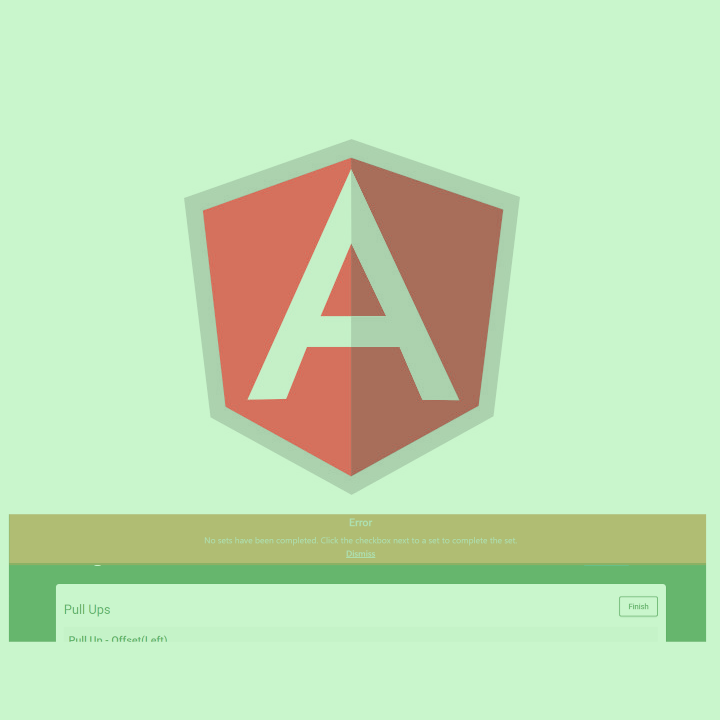 A
Error
No sets have been completed. Click the checkbox next to a set to complete the set.
Dismiss
Pull Ups
Finish
Pull Up - Offset(Left)